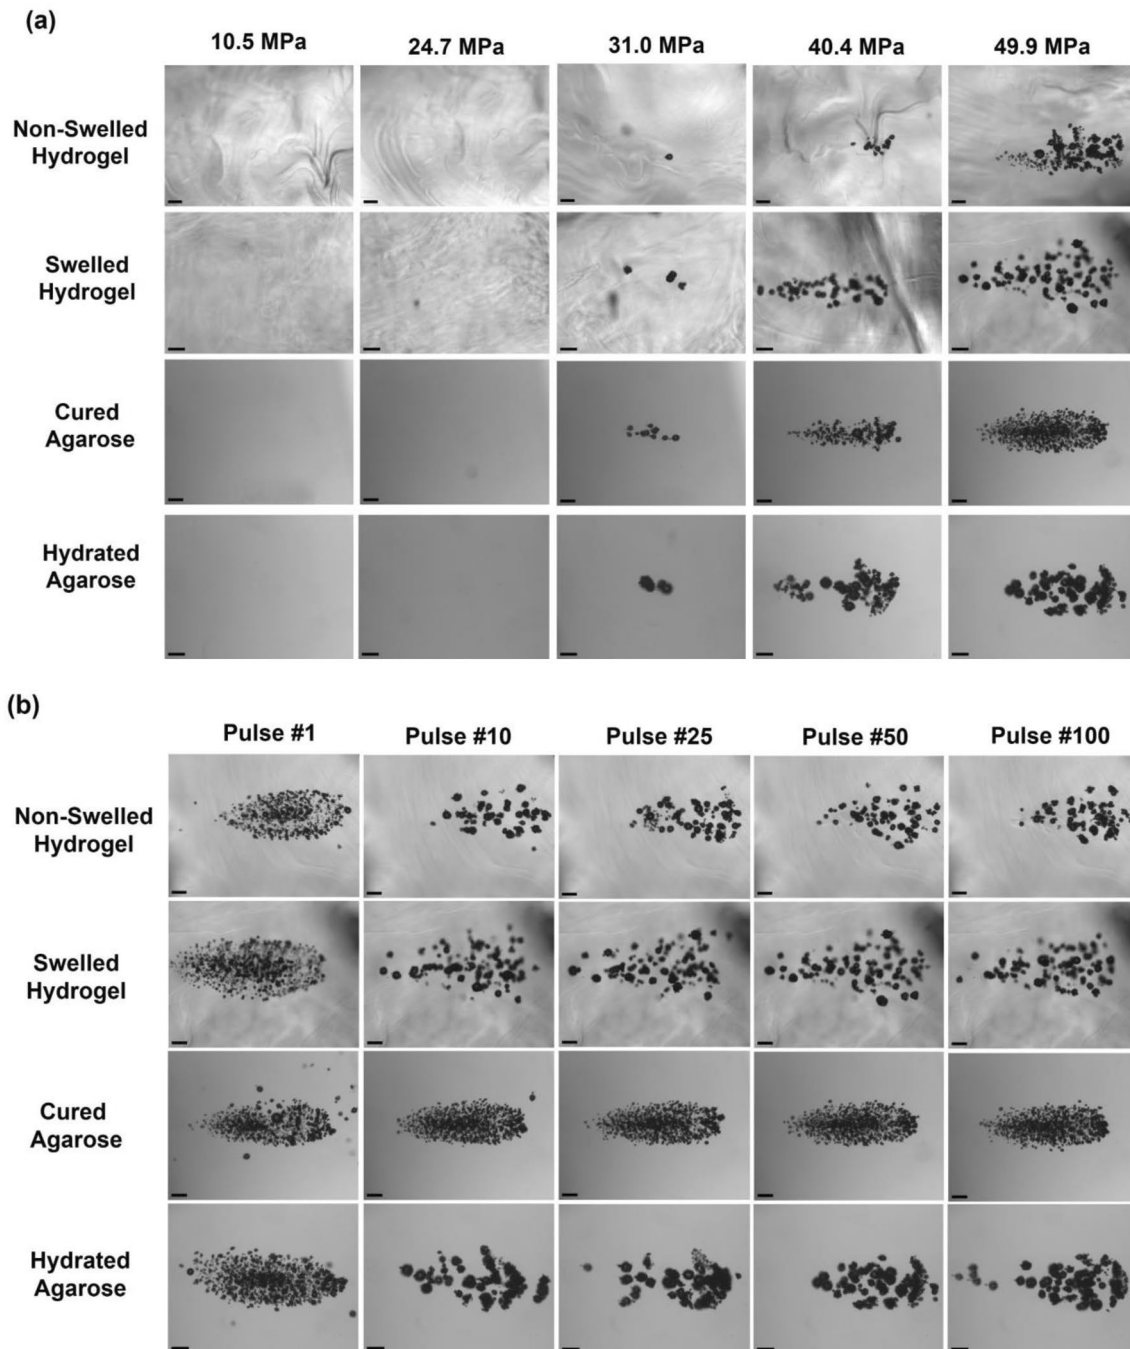 (a)
10.5 MPa 24.7 MPa 31.0 MPa 40.4 MPa 49.9 MPa
Non-Swelled
Hydrogel
Swelled
Hydrogel
Cured
Agarose
Hydrated
Agarose
(b)
Pulse #1 Pulse #10 Pulse #25 Pulse #50 Pulse #100
Non-Swelled
Hydrogel
Swelled
Hydrogel
Cured
Agarose
Hydrated
Agarose